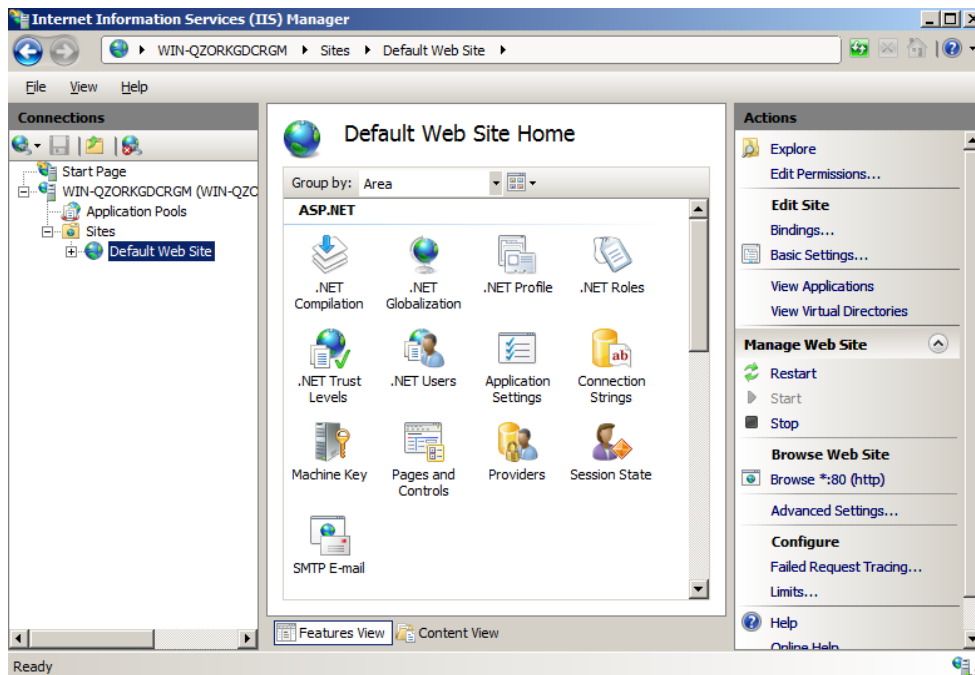 Internet Information Services (IIS) Manager
WIN-QZORKGDCRGM Sites Default Web Site
File View Help
Connections
Start Page
WIN-QZORKGDCRGM (WIN-QZO
Application Pools
Sites
Default Web Site
Default Web Site Home
Group by: Area
ASP.NET
.NET Compilation
.NET Globalization
.NET Profile
.NET Roles
.NET Trust Levels
.NET Users
Application Settings
Connection Strings
ab
Machine Key
Pages and Controls
Providers
Session State
SMTP E-mail
Features View Content View
Actions
Explore
Edit Permissions...
Edit Site
Bindings...
Basic Settings...
View Applications
View Virtual Directories
Manage Web Site
Restart
Start
Stop
Browse Web Site
Browse *:80 (http)
Advanced Settings...
Configure
Failed Request Tracing...
Limits...
Help
Online Help
Ready